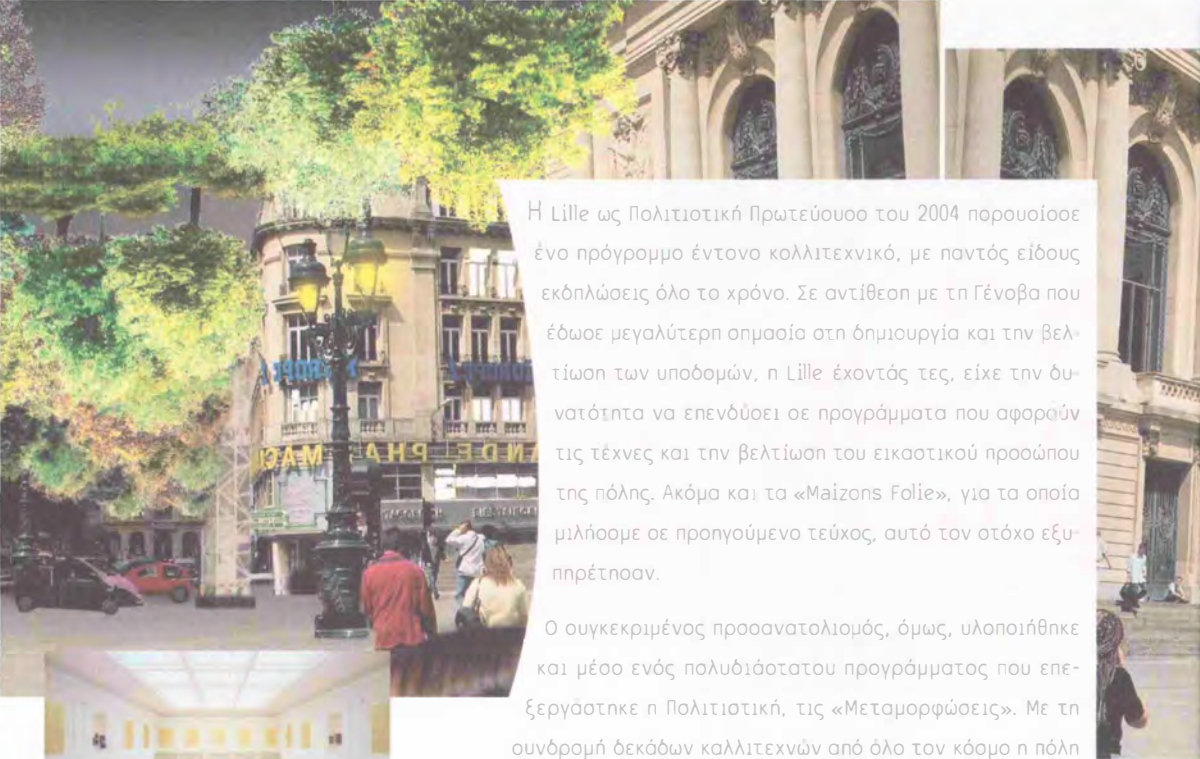 Η Lille ως Πολιτιστική Πρωτεύουσα του 2004 παρουσίασε
ένα πρόγραμμα έντονα καλλιτεχνικό, με παντός είδους
εκδηλώσεις όλο το χρόνο. Σε αντίθεση με τη Γένοβα που
έδωσε μεγαλύτερη σημασία στη δημιουργία και την βελ-
τίωση των υποδομών, η Lille έχοντάς τες, είχε την δυ-
νατότητα να επενδύσει σε προγράμματα που αφορούν
τις τέχνες και την βελτίωση του εικαστικού προσώπου
της πόλης. Ακόμα και τα «Maizons Folie», για τα οποία
μιλήσαμε σε προηγούμενο τεύχος, αυτό τον στόχο εξυ-
πηρέτησαν.
Ο συγκεκριμένος προσανατολισμός, όμως, υλοποιήθηκε
και μέσα ενός πολυδιάστατου προγράμματος που επε-
ξεργάστηκε η Πολιτιστική, τις «Μεταμορφώσεις». Με τη
συνδρομή δεκάδων καλλιτεχνών από όλο τον κόσμο η πόλη